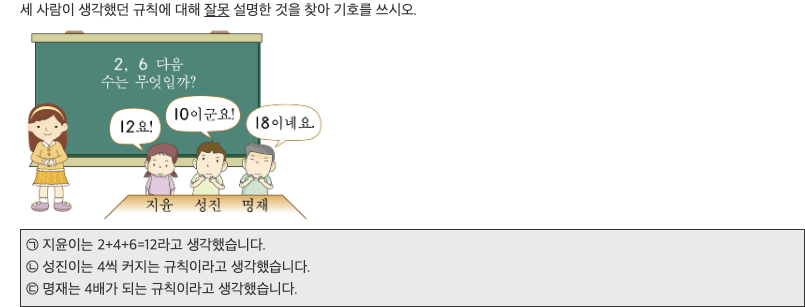 세 사람이 생각했던 규칙에 대해 잘못 설명한 것을 찾아 기호를 쓰시오.
2, 6 다음
수는 무엇일까?
12요!
10이군요!
18이네요.
지윤 성진 명재
㉠ 지윤이는 2+4+6=12라고 생각했습니다.
㉡ 성진이는 4씩 커지는 규칙이라고 생각했습니다.
㉢ 명재는 4배가 되는 규칙이라고 생각했습니다.